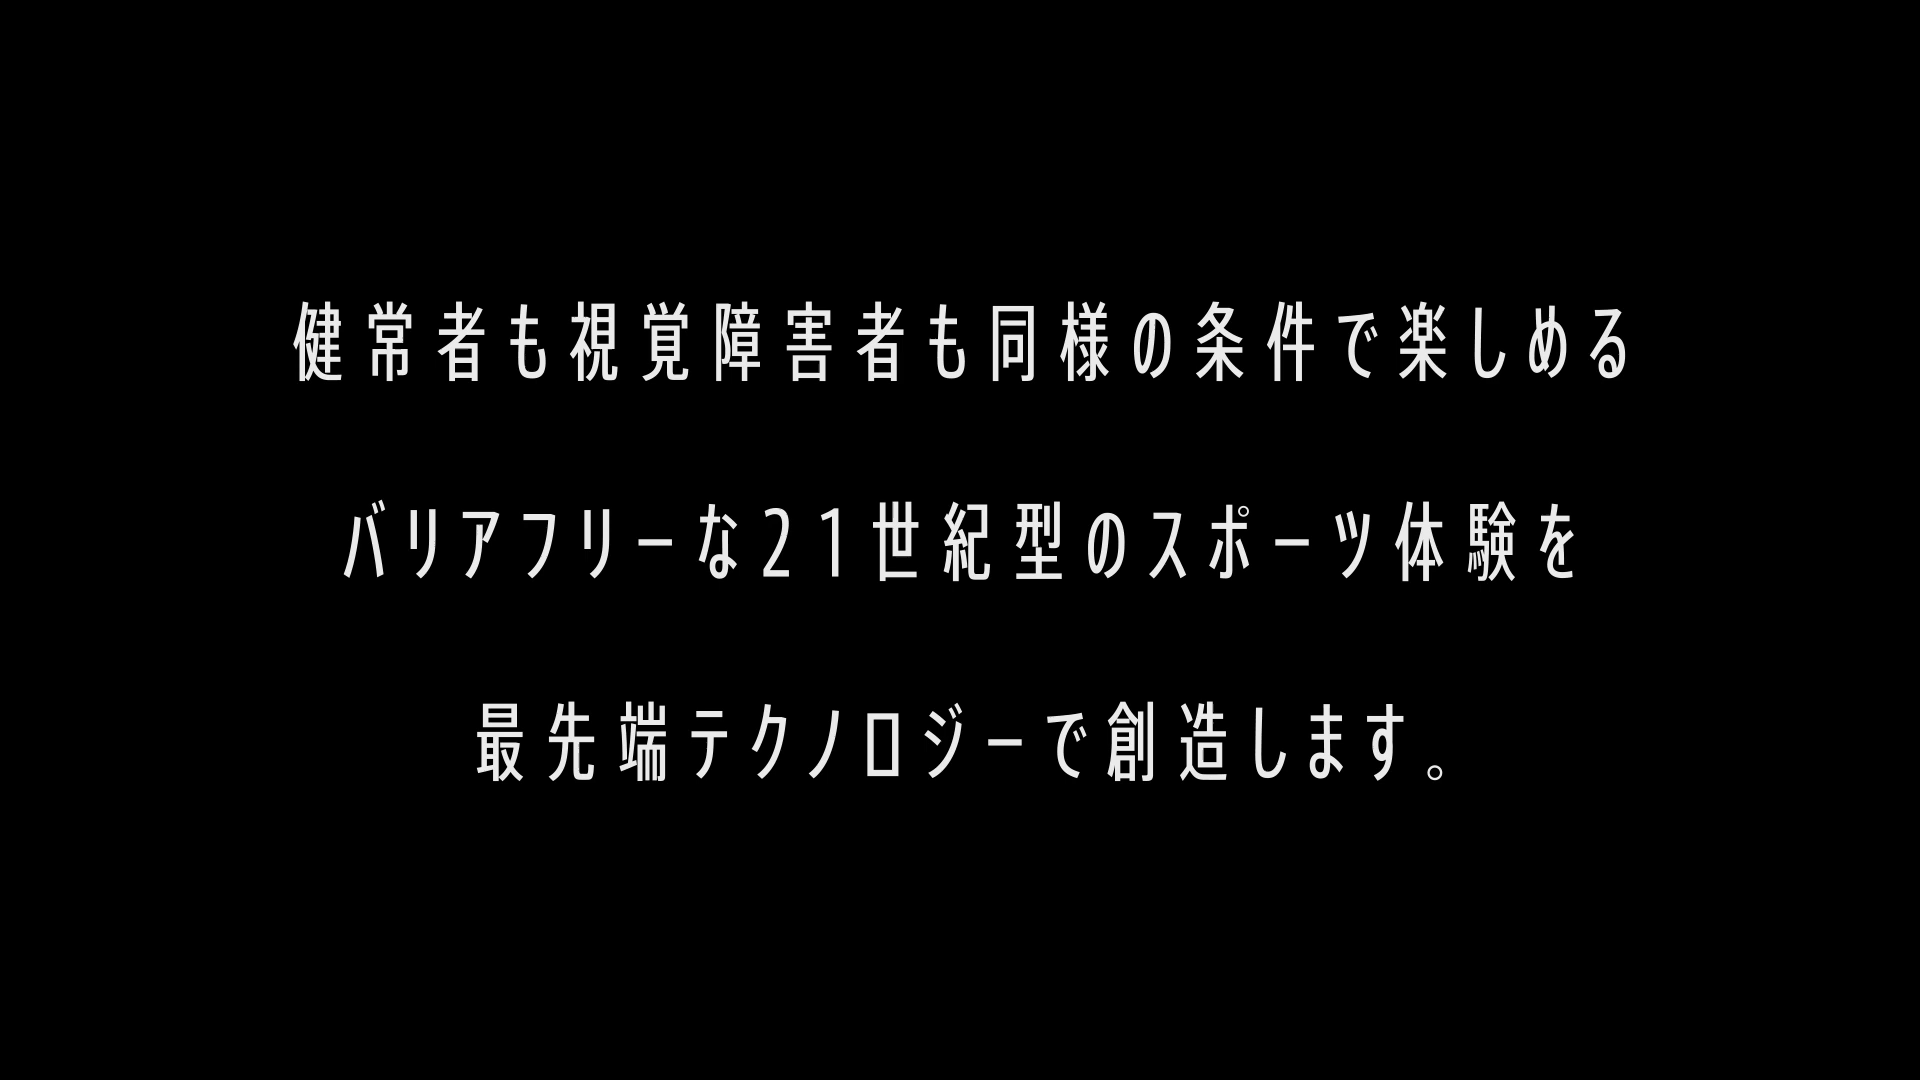 健常者も視覚障害者も同様の条件で楽しめる
バリアフリーな21世紀型のスポーツ体験を
最先端テクノロジーで創造します。